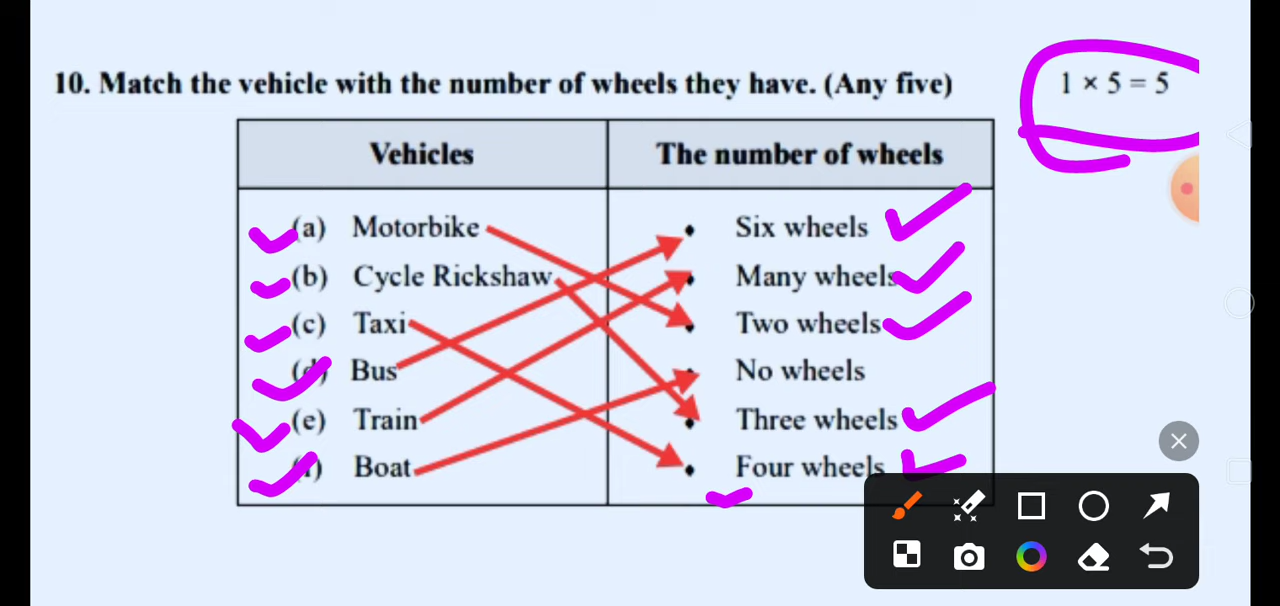 10. Match the vehicle with the number of wheels they have. (Any five) 1 × 5 = 5
Vehicles The number of wheels
(a) Motorbike Six wheels
(b) Cycle Rickshaw Many wheels
(c) Taxi Two wheels
(d) Bus No wheels
(e) Train Three wheels
(f) Boat Four wheels